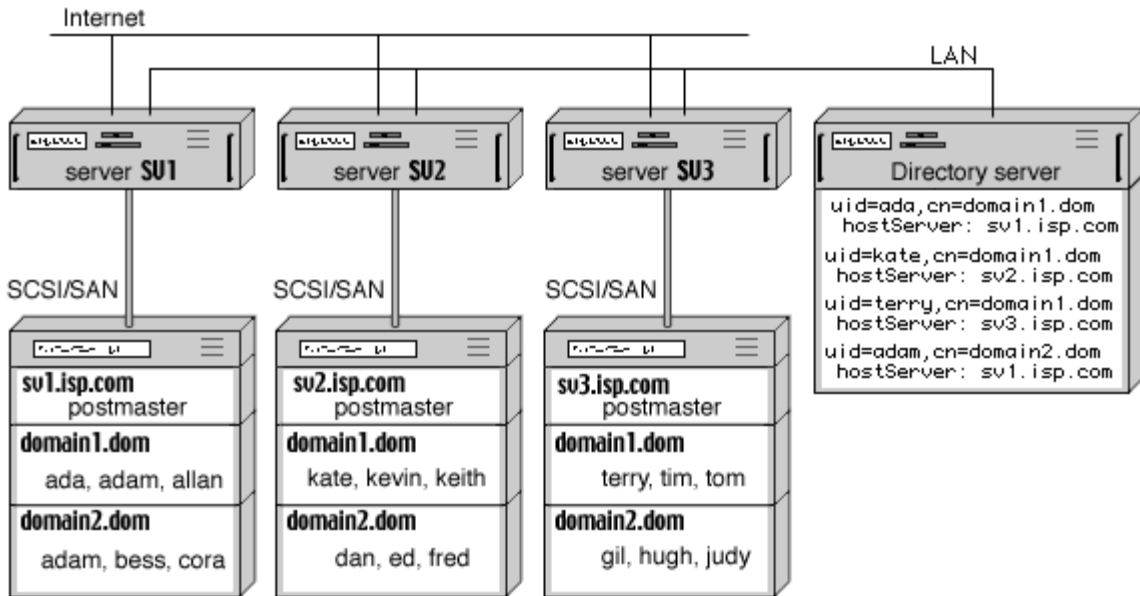 Internet
LAN
server SV1
server SV2
server SV3
Directory server
uid=ada,cn=domain1.dom
hostServer: sv1.isp.com
uid=kate,cn=domain1.dom
hostServer: sv2.isp.com
uid=terry,cn=domain1.dom
hostServer: sv3.isp.com
uid=adam,cn=domain2.dom
hostServer: sv1.isp.com
SCSI/SAN
SCSI/SAN
SCSI/SAN
sv1.isp.com
postmaster
domain1.dom
ada, adam, allan
domain2.dom
adam, bess, cora
sv2.isp.com
postmaster
domain1.dom
kate, kevin, keith
domain2.dom
dan, ed, fred
sv3.isp.com
postmaster
domain1.dom
terry, tim, tom
domain2.dom
gil, hugh, judy